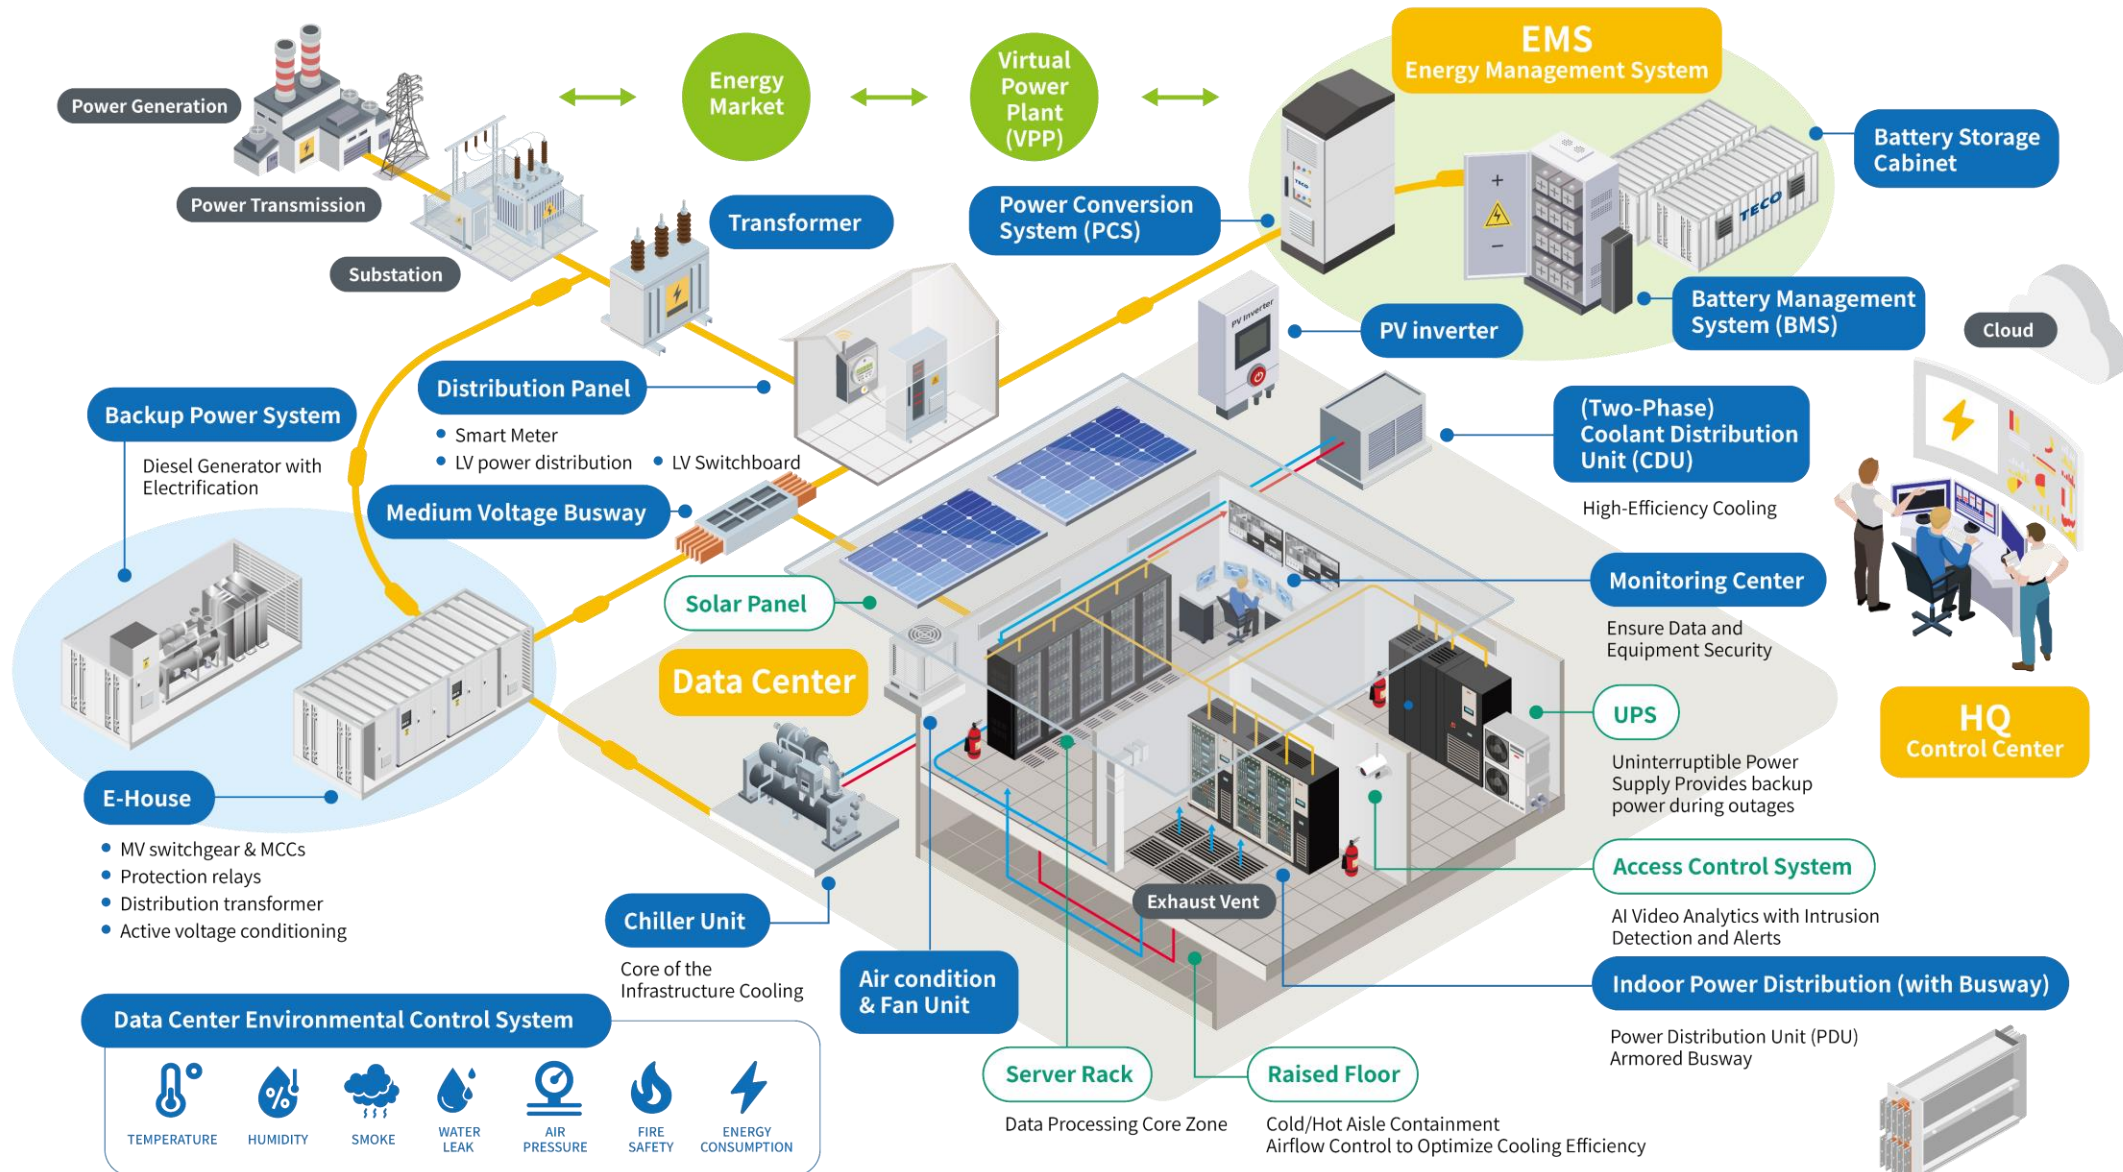 Power Generation
Power Transmission
Substation
Energy
Market
Virtual
Power
Plant
(VPP)
EMS
Energy Management System
Battery Storage
Cabinet
TECO
TECO
Power Conversion
System (PCS)
Transformer
Battery Management
System (BMS)
PV Inverter
PV inverter
Cloud
Distribution Panel
Smart Meter
LV power distribution
LV Switchboard
Backup Power System
Diesel Generator with
Electrification
Medium Voltage Busway
(Two-Phase)
Coolant Distribution
Unit (CDU)
High-Efficiency Cooling
Solar Panel
Data Center
Monitoring Center
Ensure Data and
Equipment Security
HQ
Control Center
UPS
Uninterruptible Power
Supply Provides backup
power during outages
E-House
MV switchgear & MCCs
Protection relays
Distribution transformer
Active voltage conditioning
Access Control System
AI Video Analytics with Intrusion
Detection and Alerts
Exhaust Vent
Chiller Unit
Core of the
Infrastructure Cooling
Air condition
& Fan Unit
Indoor Power Distribution (with Busway)
Power Distribution Unit (PDU)
Armored Busway
Server Rack
Data Processing Core Zone
Raised Floor
Cold/Hot Aisle Containment
Airflow Control to Optimize Cooling Efficiency
Data Center Environmental Control System
TEMPERATURE
HUMIDITY
SMOKE
WATER
LEAK
AIR
PRESSURE
FIRE
SAFETY
ENERGY
CONSUMPTION